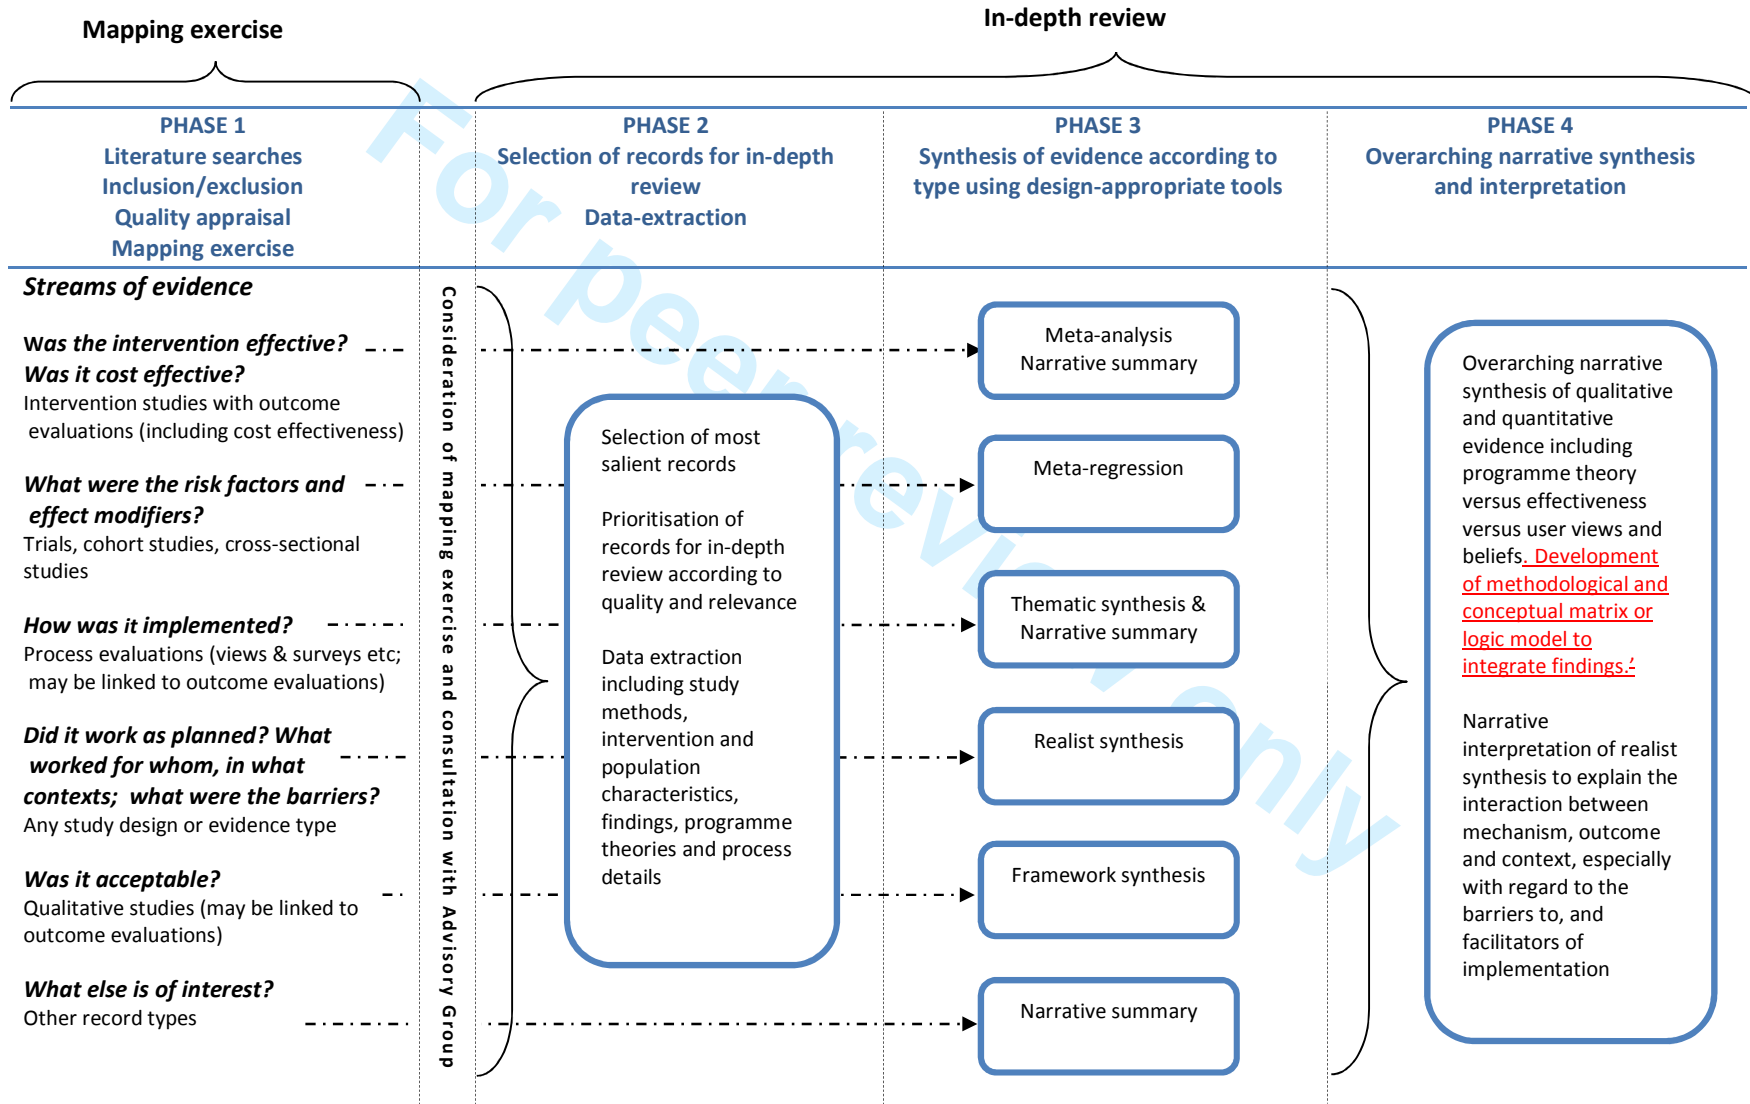 Mapping exercise
In-depth review
PHASE 1
Literature searches
Inclusion/exclusion
Quality appraisal
Mapping exercise
PHASE 2
Selection of records for in-depth
review
Data-extraction
PHASE 3
Synthesis of evidence according to
type using design-appropriate tools
PHASE 4
Overarching narrative synthesis
and interpretation
Streams of evidence
Was the intervention effective?
Was it cost effective?
Intervention studies with outcome
evaluations (including cost effectiveness)
What were the risk factors and
effect modifiers?
Trials, cohort studies, cross-sectional
studies
How was it implemented?
Process evaluations (views & surveys etc;
may be linked to outcome evaluations)
Did it work as planned? What
worked for whom, in what
contexts; what were the barriers?
Any study design or evidence type
Was it acceptable?
Qualitative studies (may be linked to
outcome evaluations)
What else is of interest?
Other record types
Consideration of mapping exercise and consultation with Advisory Group
Selection of most
salient records
Prioritisation of
records for in-depth
review according to
quality and relevance
Data extraction
including study
methods,
intervention and
population
characteristics,
findings, programme
theories and process
details
Meta-analysis
Narrative summary
Meta-regression
Thematic synthesis &
Narrative summary
Realist synthesis
Framework synthesis
Narrative summary
Overarching narrative
synthesis of qualitative
and quantitative
evidence including
programme theory
versus effectiveness
versus user views and
beliefs. Development
of methodological and
conceptual matrix or
logic model to
integrate findings.'
Narrative
interpretation of realist
synthesis to explain the
interaction between
mechanism, outcome
and context, especially
with regard to the
barriers to, and
facilitators of
implementation
For peer review only